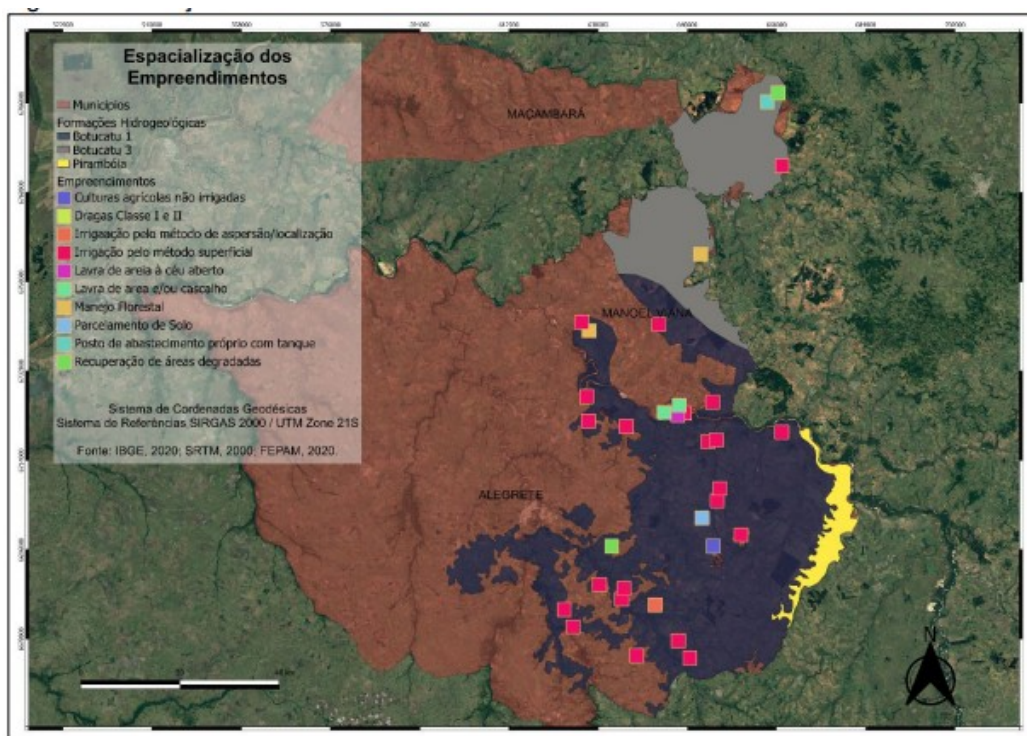 Espacialização dos
Empreendimentos
Municípios
Formações Hidrogeológicas
Botucatu 1
Botucatu 3
Pirambóia
Empreendimentos
Culturas agrícolas não irrigadas
Dragas Classe I e II
Irrigaação pelo método de aspersão/localização
Irrigação pelo método superficial
Lavra de areia à céu aberto
Lavra de area e/ou cascalho
Manejo Florestal
Parcelamento de Solo
Posto de abastecimento próprio com tanque
Recuperação de áreas degradadas
Sistema de Cordenadas Geodésicas
Sistema de Referências SIRGAS 2000 / UTM Zone 21S
Fonte: IBGE, 2020; SRTM, 2000; FEPAM, 2020.
MAÇAMBARÁ
MANOEL VIANA
ALEGRETE
N